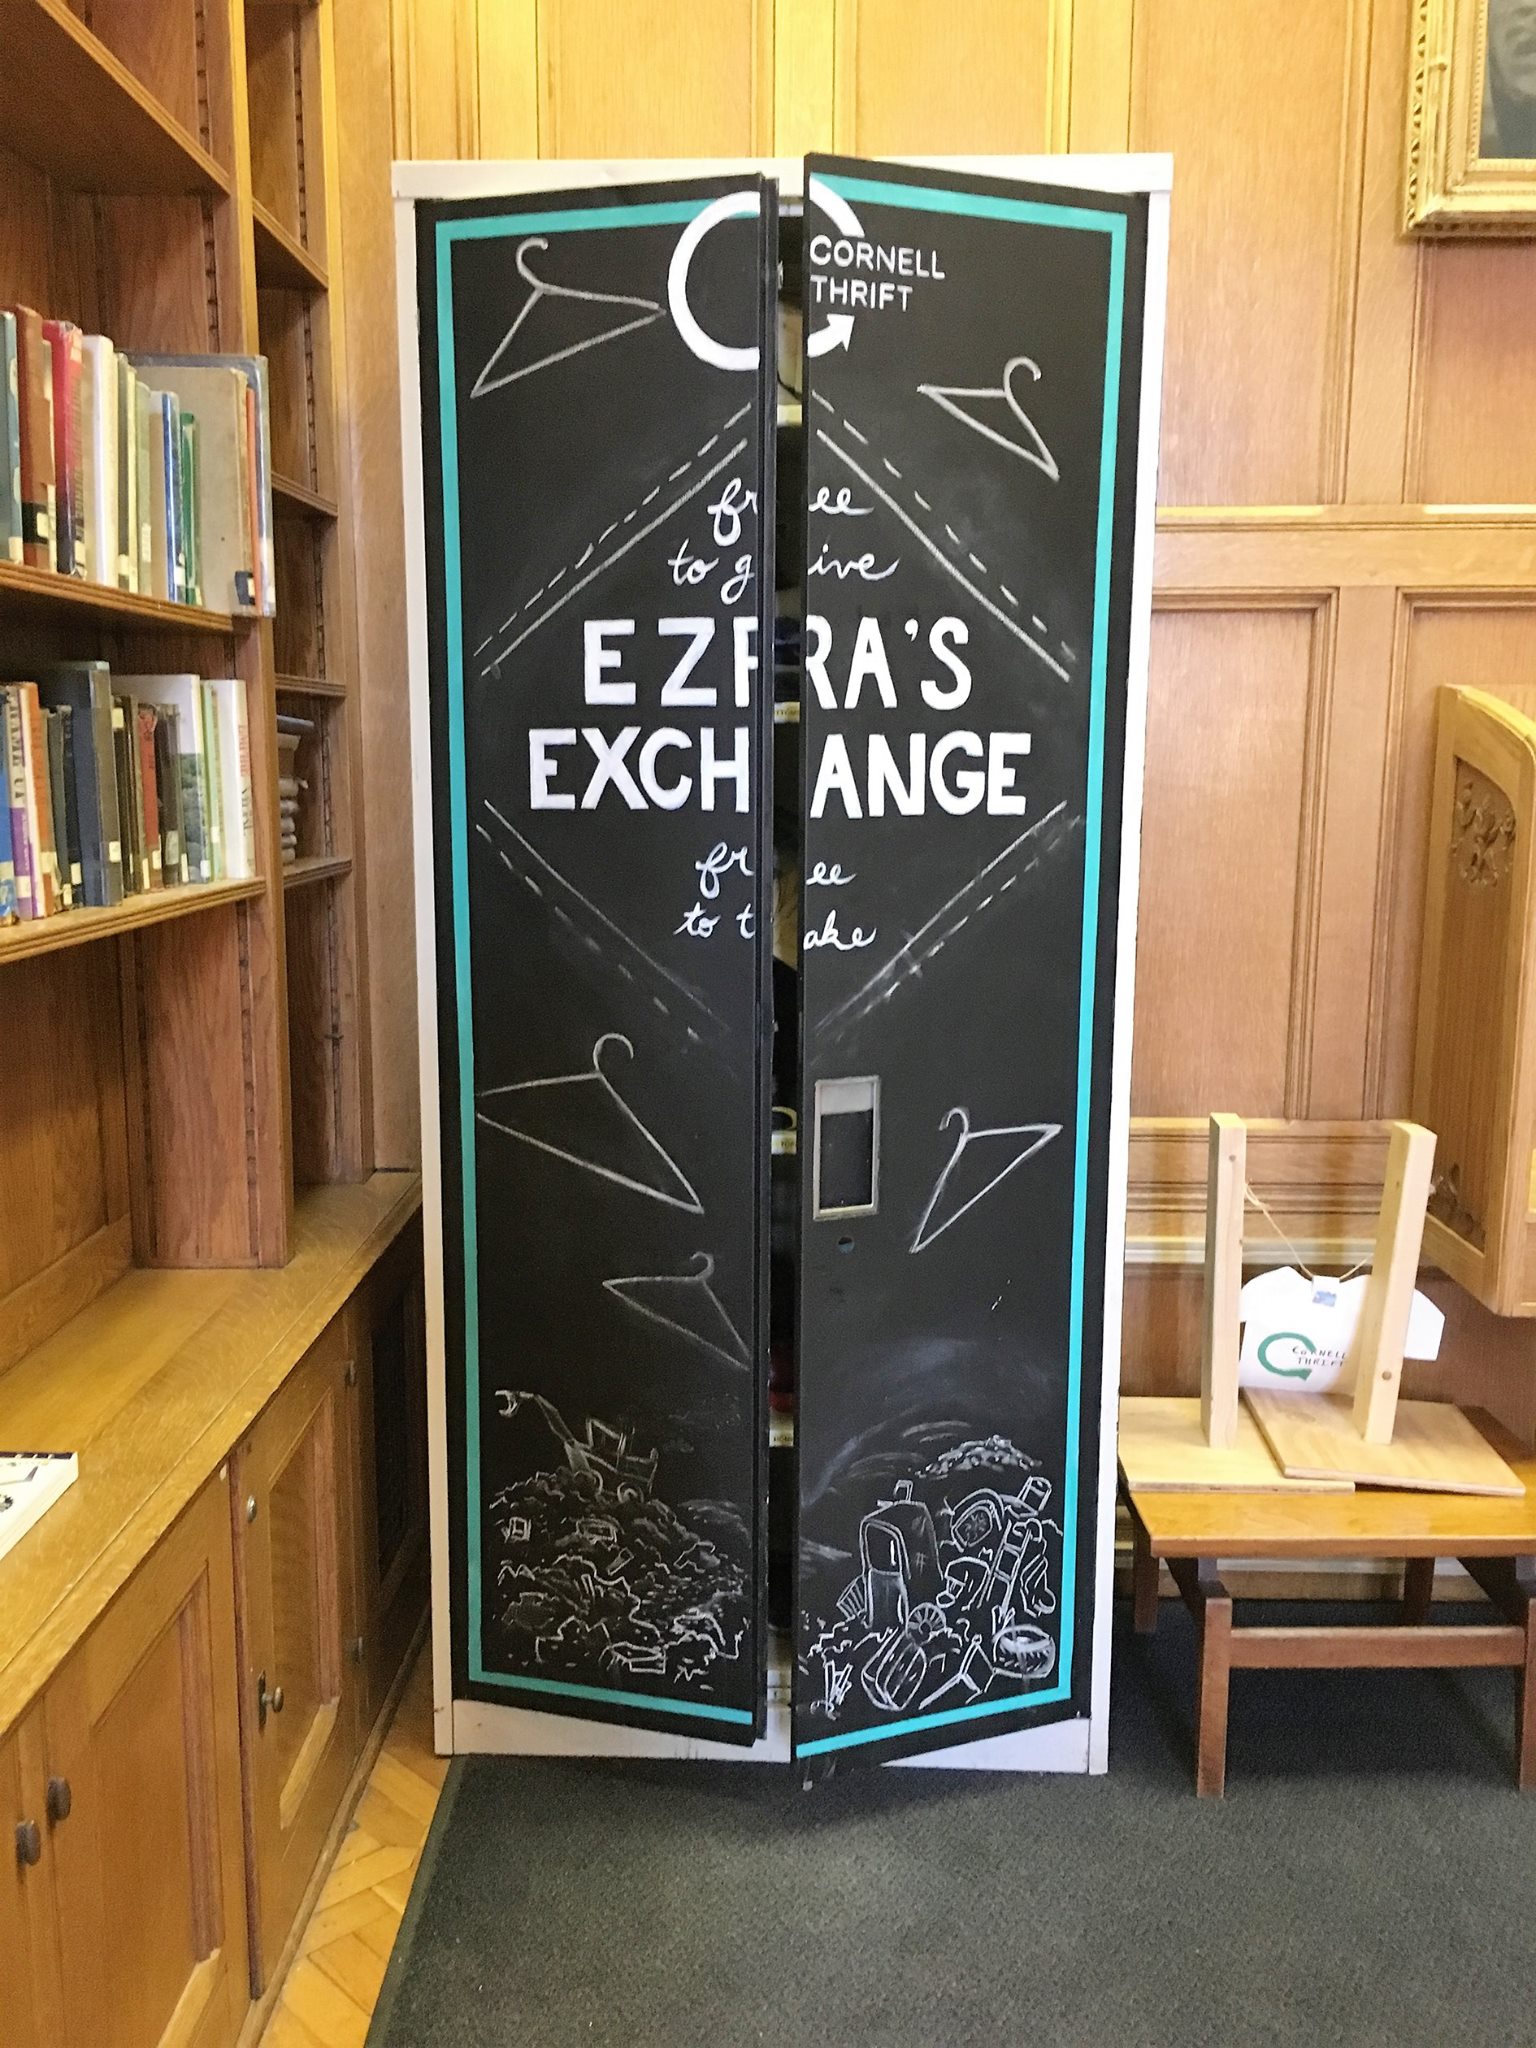 CORNELL
THRIFT
free
to give
EZRA'S
EXCHANGE
free
to take
CORNELL
THRIFT